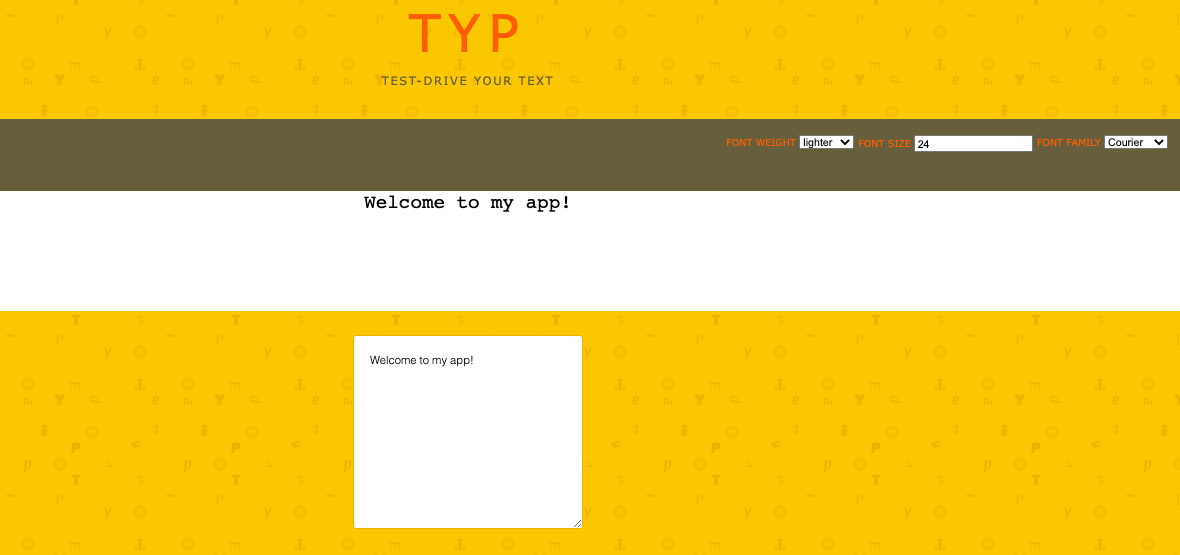 TYP
TEST-DRIVE YOUR TEXT
FONT WEIGHT lighter FONT SIZE 24 FONT FAMILY Courier
Welcome to my app!
Welcome to my app!